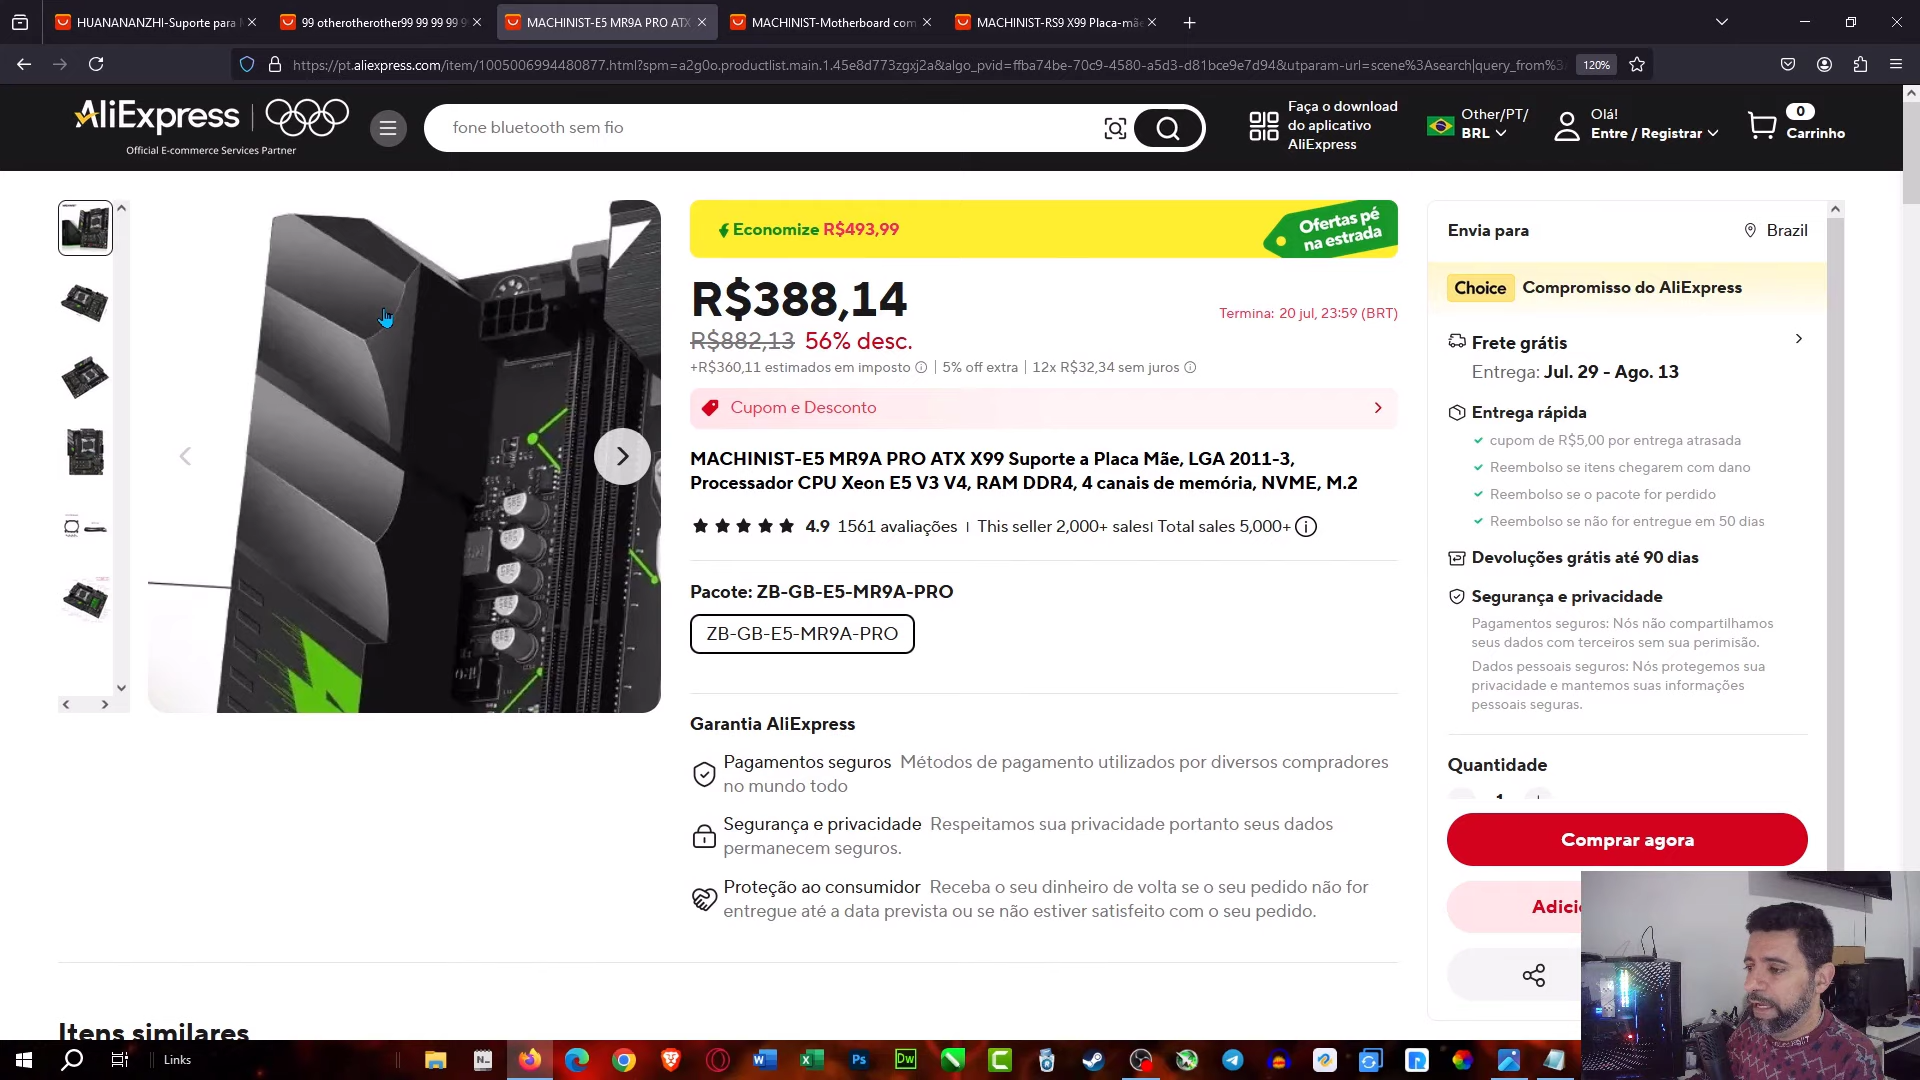 HUANANANZHI-Suporte para
99 otherotherother99 99 99 99 9
MACHINIST-E5 MR9A PRO ATX
MACHINIST-Motherboard com
MACHINIST-RS9 X99 Placa-mãe
https://pt.aliexpress.com/item/1005006994480877.html?spm=a2g0o.productlist.main.1.45e8d773zgxj2a&algo_pvid=ffba74be-70c9-4580-a5d3-d81bce9e7d94&utparam-url=scene%3Asearch|query_from%3
120%
AliExpress
Official E-commerce Services Partner
fone bluetooth sem fio
Faça o download
do aplicativo
AliExpress
Other/PT/
BRL
Olá!
Entre / Registrar
0
Carrinho
Economize R$493,99
Ofertas pé
na estrada
R$388,14
Termina: 20 jul, 23:59 (BRT)
R$882,13 56% desc.
+R$360,11 estimados em imposto | 5% off extra | 12x R$32,34 sem juros
Cupom e Desconto
MACHINIST-E5 MR9A PRO ATX X99 Suporte a Placa Mãe, LGA 2011-3,
Processador CPU Xeon E5 V3 V4, RAM DDR4, 4 canais de memória, NVME, M.2
4.9 1561 avaliações | This seller 2,000+ sales| Total sales 5,000+
Pacote: ZB-GB-E5-MR9A-PRO
ZB-GB-E5-MR9A-PRO
Garantia AliExpress
Pagamentos seguros Métodos de pagamento utilizados por diversos compradores
no mundo todo
Segurança e privacidade Respeitamos sua privacidade portanto seus dados
permanecem seguros.
Proteção ao consumidor Receba o seu dinheiro de volta se o seu pedido não for
entregue até a data prevista ou se não estiver satisfeito com o seu pedido.
Itens similares
Envia para
Brazil
Choice Compromisso do AliExpress
Frete grátis
Entrega: Jul. 29 - Ago. 13
Entrega rápida
cupom de R$5,00 por entrega atrasada
Reembolso se itens chegarem com dano
Reembolso se o pacote for perdido
Reembolso se não for entregue em 50 dias
Devoluções grátis até 90 dias
Segurança e privacidade
Pagamentos seguros: Nós não compartilhamos
seus dados com terceiros sem sua perimisão.
Dados pessoais seguros: Nós protegemos sua
privacidade e mantemos suas informações
pessoais seguras.
Quantidade
1
Comprar agora
Adici
Links